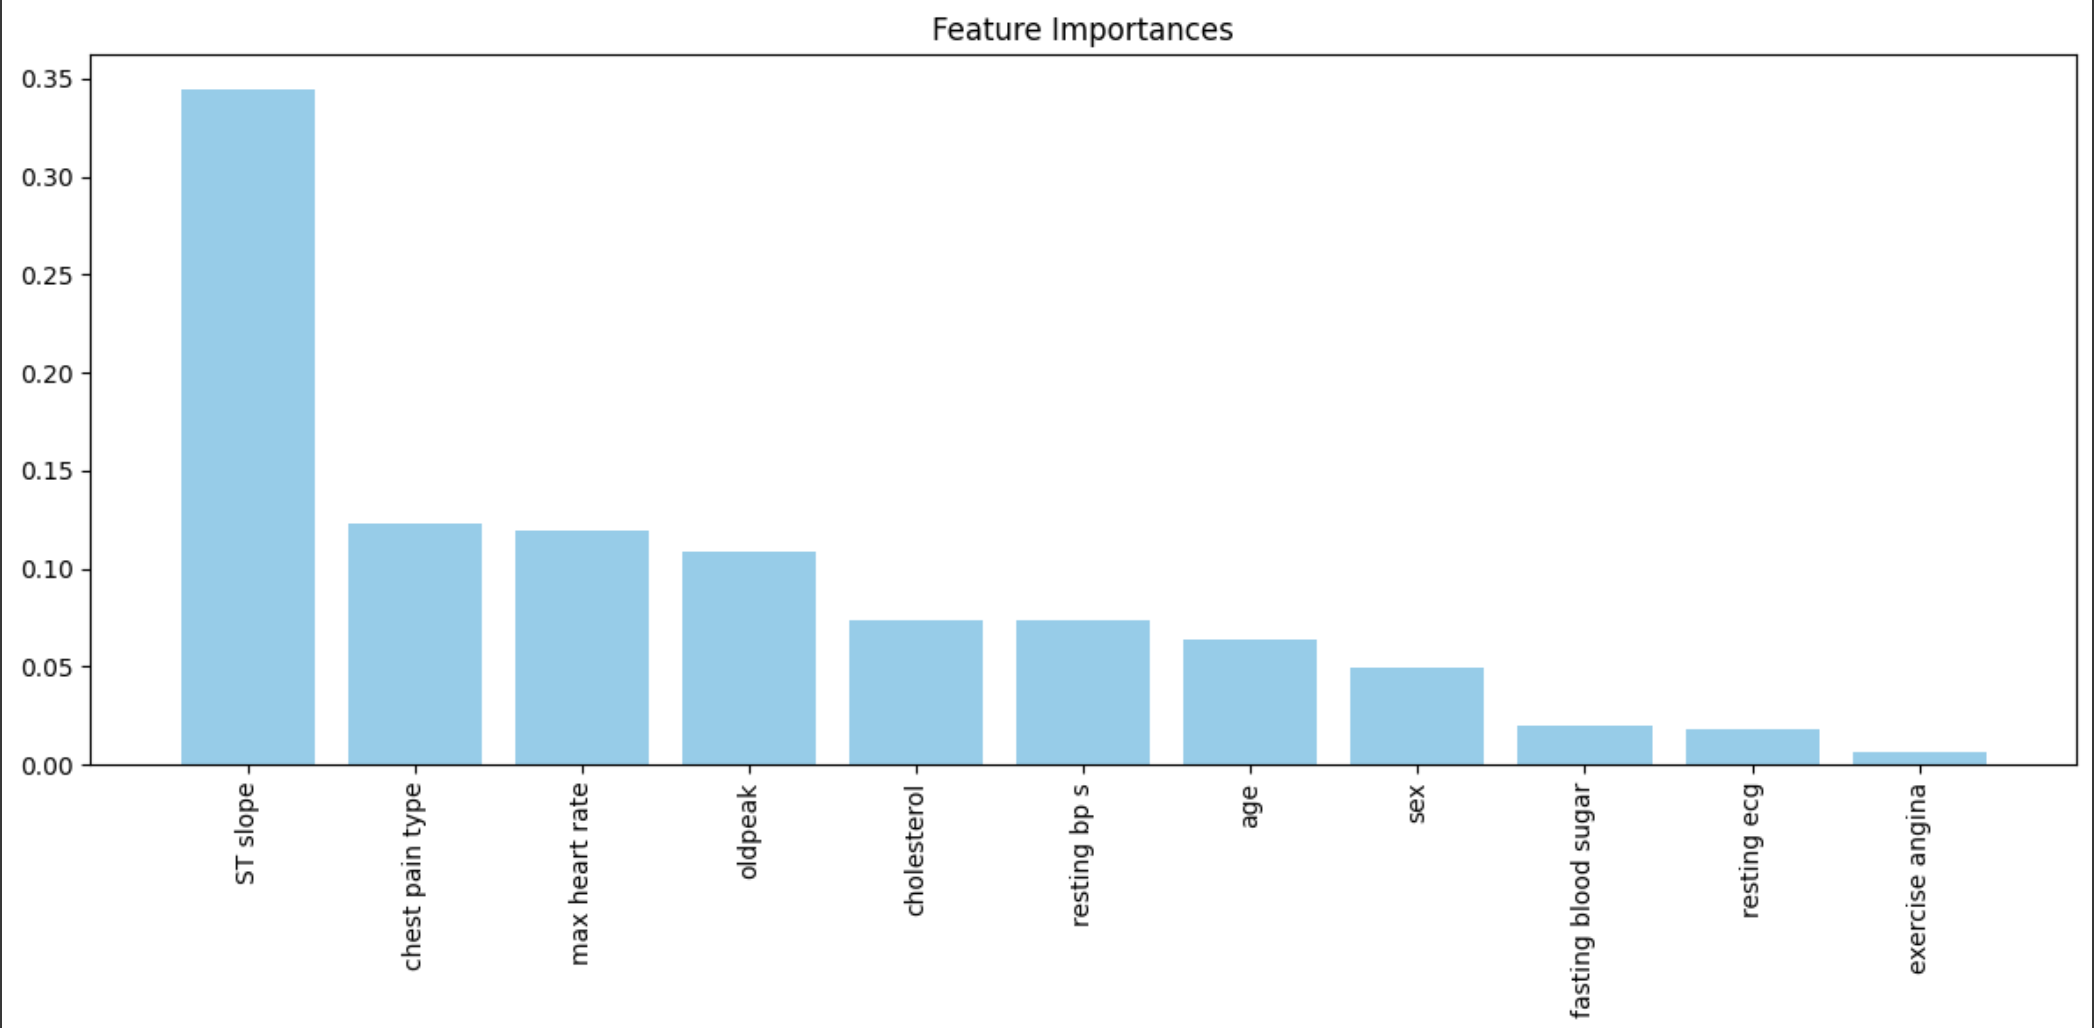 Feature Importances
0.35
0.30
0.25
0.20
0.15
0.10
0.05
0.00
ST slope
chest pain type
max heart rate
oldpeak
cholesterol
resting bp s
age
sex
fasting blood sugar
resting ecg
exercise angina